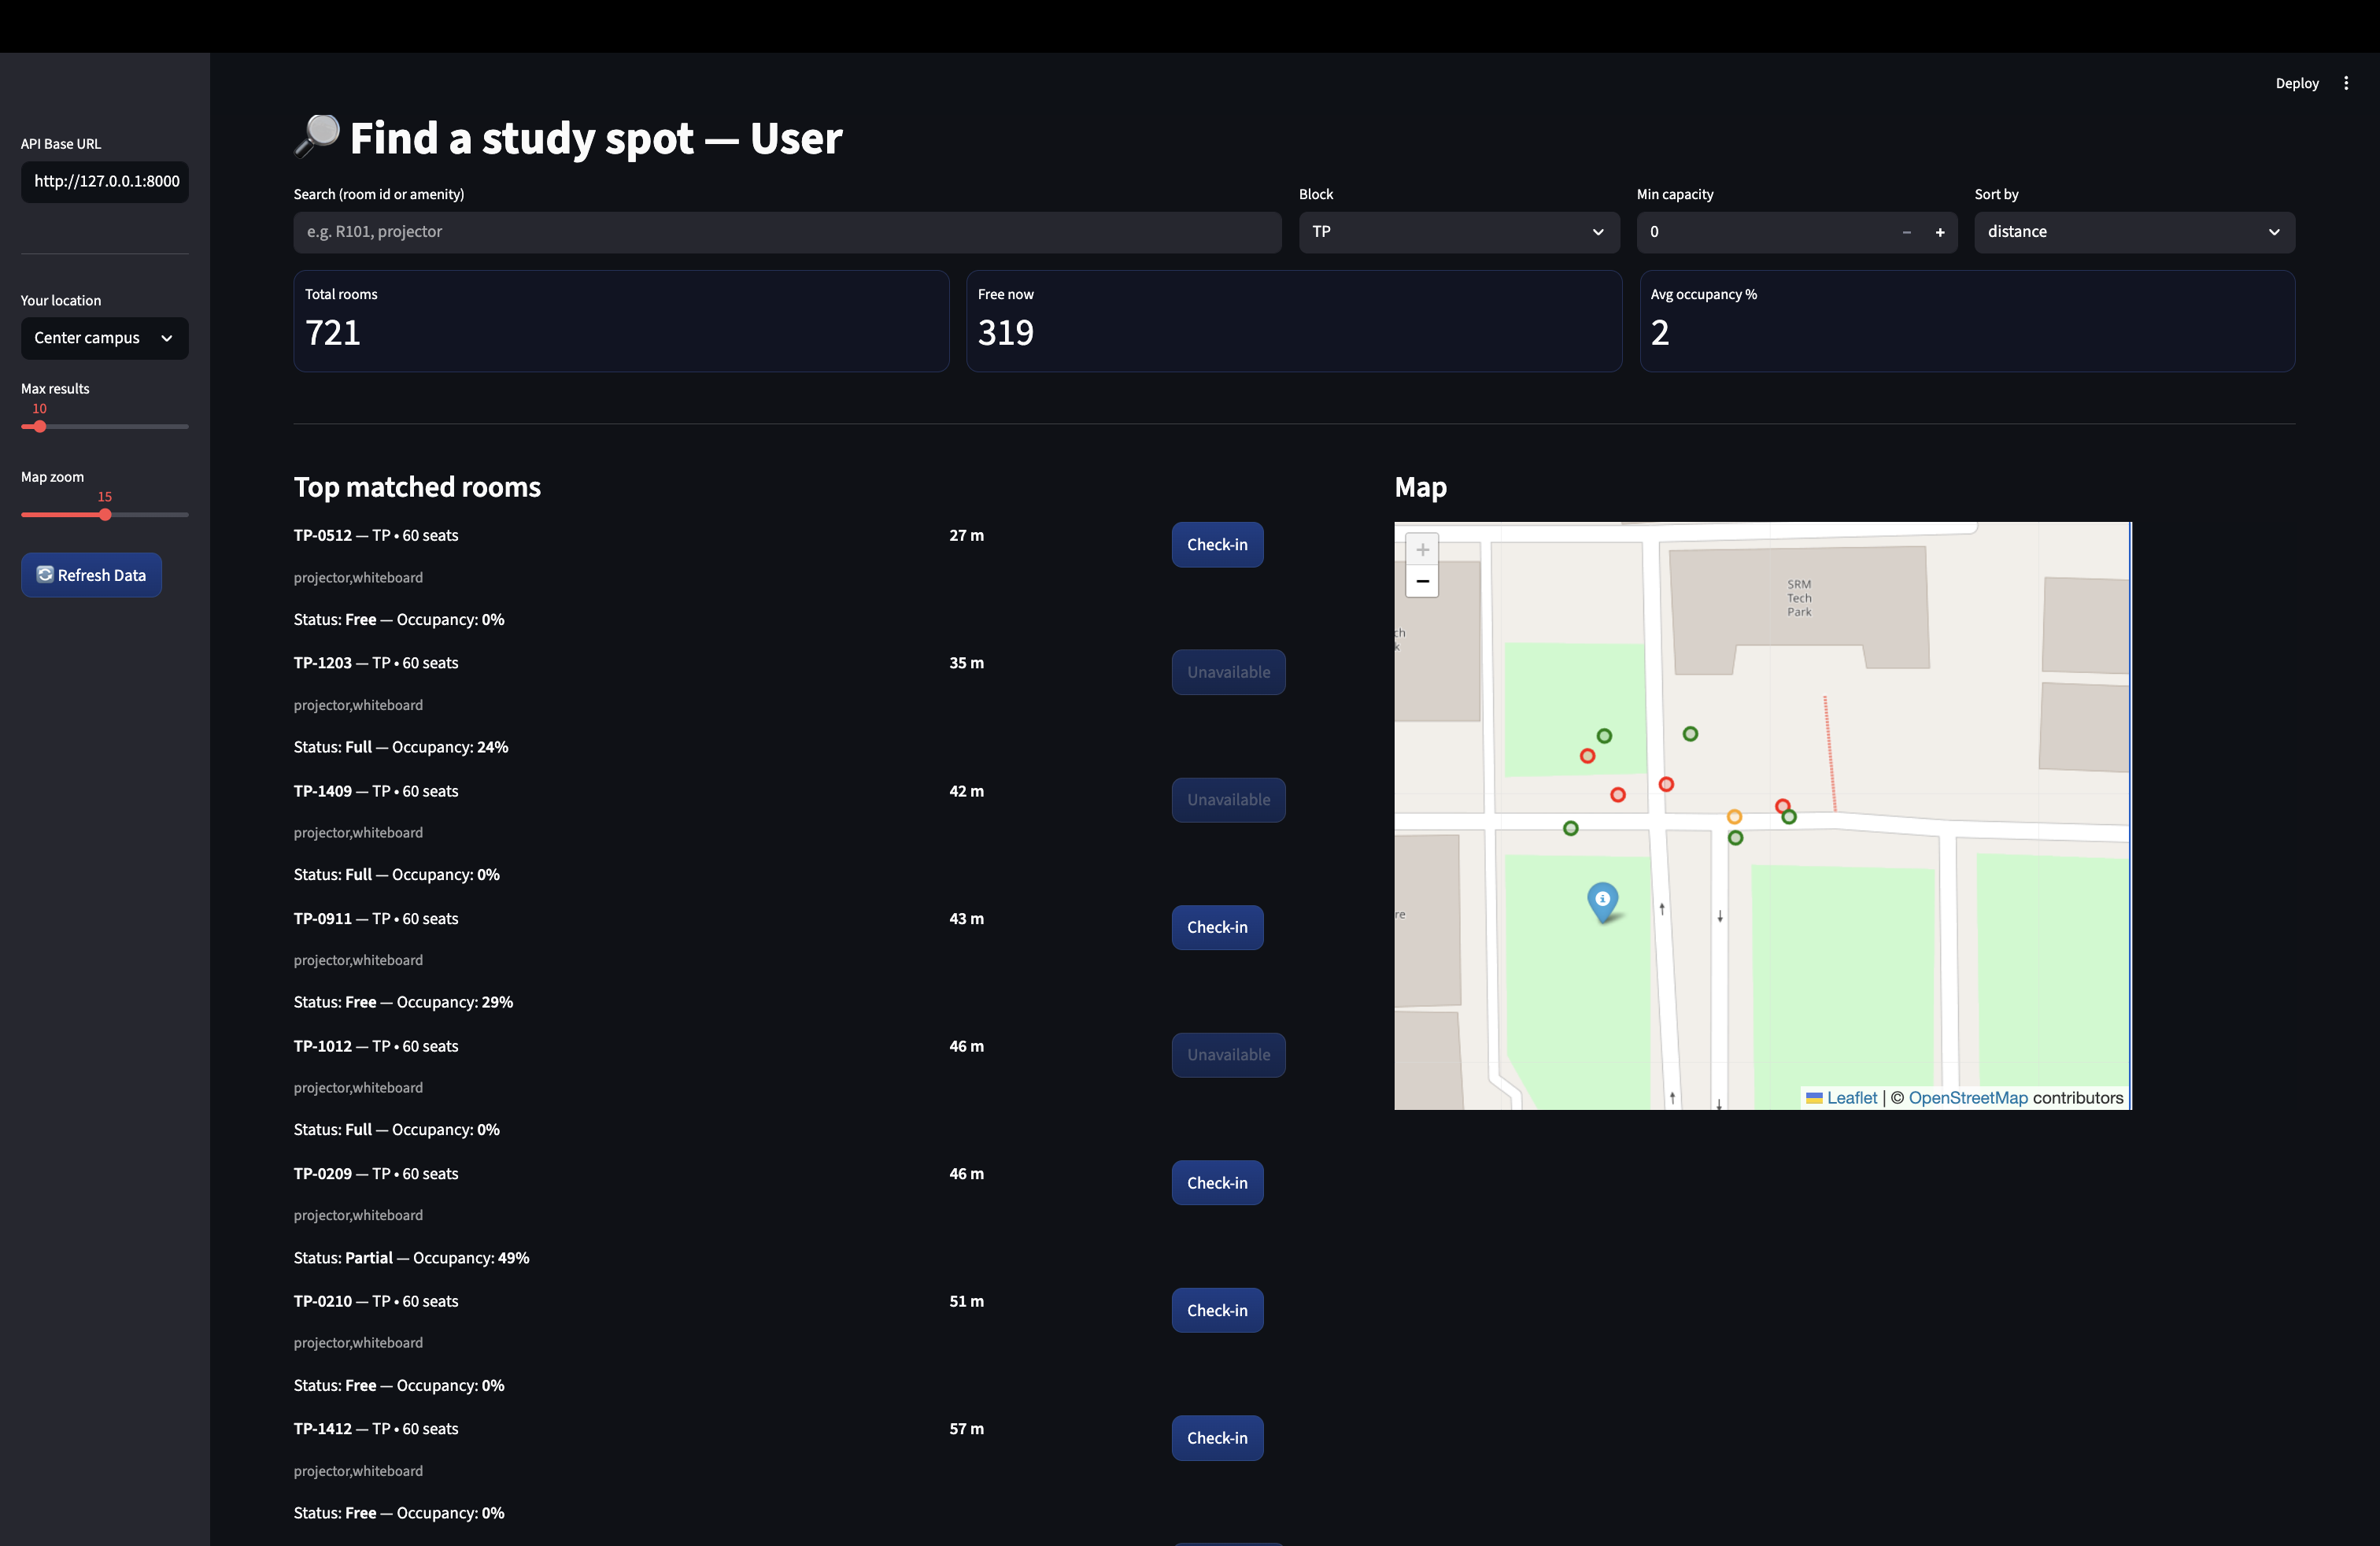 Deploy
API Base URL
http://127.0.0.1:8000
Your location
Center campus
Max results
10
Map zoom
15
Refresh Data
Find a study spot — User
Search (room id or amenity)
e.g. R101, projector
Block
TP
Min capacity
0
Sort by
distance
Total rooms
721
Free now
319
Avg occupancy %
2
Top matched rooms
TP-0512 — TP • 60 seats
27 m
Check-in
projector,whiteboard
Status: Free — Occupancy: 0%
TP-1203 — TP • 60 seats
35 m
Unavailable
projector,whiteboard
Status: Full — Occupancy: 24%
TP-1409 — TP • 60 seats
42 m
Unavailable
projector,whiteboard
Status: Full — Occupancy: 0%
TP-0911 — TP • 60 seats
43 m
Check-in
projector,whiteboard
Status: Free — Occupancy: 29%
TP-1012 — TP • 60 seats
46 m
Unavailable
projector,whiteboard
Status: Full — Occupancy: 0%
TP-0209 — TP • 60 seats
46 m
Check-in
projector,whiteboard
Status: Partial — Occupancy: 49%
TP-0210 — TP • 60 seats
51 m
Check-in
projector,whiteboard
Status: Free — Occupancy: 0%
TP-1412 — TP • 60 seats
57 m
Check-in
projector,whiteboard
Status: Free — Occupancy: 0%
Map
+
−
SRM
Tech
Park
ch
k
re
Leaflet | © OpenStreetMap contributors